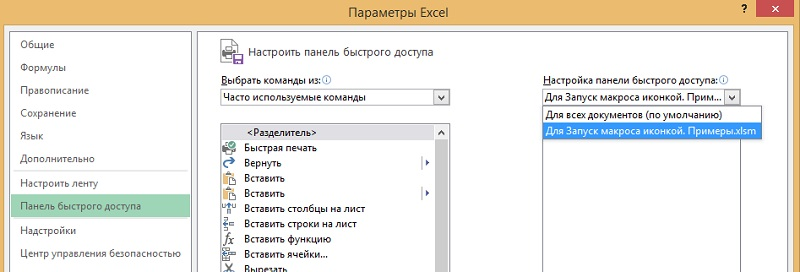 Параметры Excel
?
Общие
Формулы
Правописание
Сохранение
Язык
Дополнительно
Настроить ленту
Панель быстрого доступа
Надстройки
Центр управления безопасностью
Настроить панель быстрого доступа
Выбрать команды из:
Часто используемые команды
<Разделитель>
Быстрая печать
Вернуть
Вставить
Вставить
Вставить столбцы на лист
Вставить строки на лист
Вставить функцию
Вставить ячейки...
Вырезать
Настройка панели быстрого доступа:
Для Запуск макроса иконкой. Прим...
Для всех документов (по умолчанию)
Для Запуск макроса иконкой. Примеры.xlsm